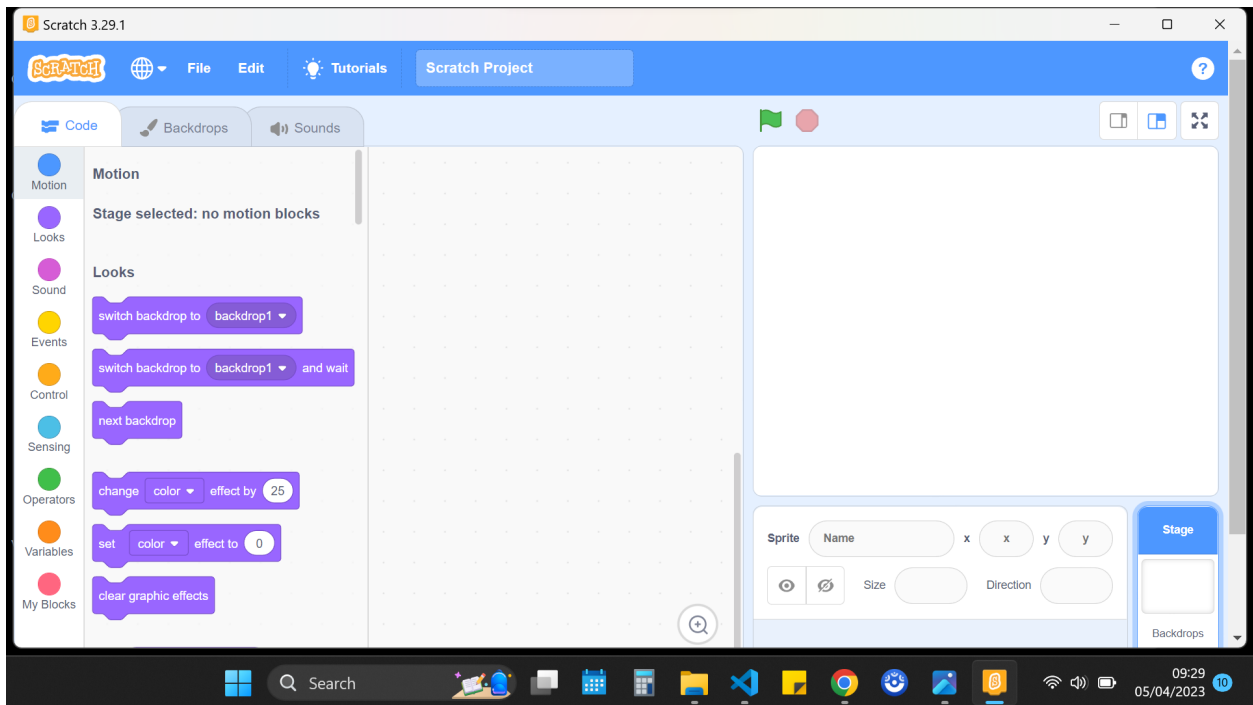 Scratch 3.29.1
SCRATCH File Edit Tutorials Scratch Project ?
Code Backdrops Sounds
Motion
Looks
Sound
Events
Control
Sensing
Operators
Variables
My Blocks
Motion
Stage selected: no motion blocks
Looks
switch backdrop to backdrop1
switch backdrop to backdrop1 and wait
next backdrop
change color effect by 25
set color effect to 0
clear graphic effects
Sprite Name x x y y
Size Direction
Stage
Backdrops
Search
09:29
05/04/2023
10